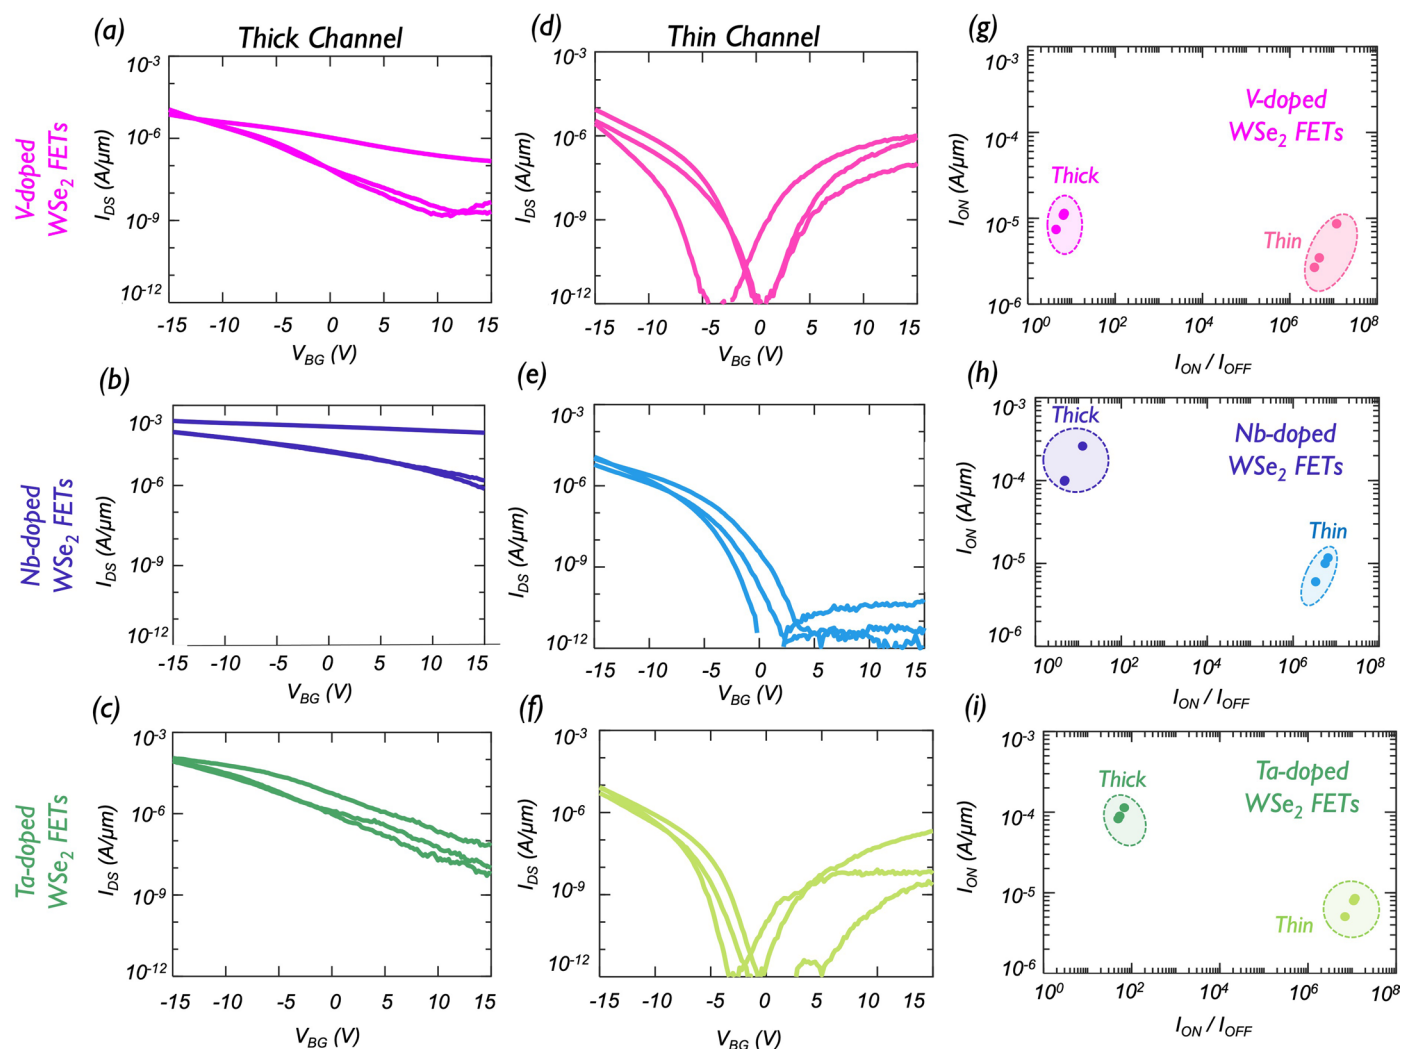 (a)
Thick Channel
V-doped
WSe2 FETs
IDS (A/μm)
10-3
10-6
10-9
10-12
-15 -10 -5 0 5 10 15
VBG (V)
(d)
Thin Channel
IDS (A/μm)
10-3
10-6
10-9
10-12
-15 -10 -5 0 5 10 15
VBG (V)
(g)
ION (A/μm)
10-3
10-4
10-5
10-6
V-doped
WSe2 FETs
Thick
Thin
100 102 104 106 108
ION / IOFF
(b)
Nb-doped
WSe2 FETs
IDS (A/μm)
10-3
10-6
10-9
10-12
-15 -10 -5 0 5 10 15
VBG (V)
(e)
IDS (A/μm)
10-3
10-6
10-9
10-12
-15 -10 -5 0 5 10 15
VBG (V)
(h)
ION (A/μm)
10-3
10-4
10-5
10-6
Thick
Nb-doped
WSe2 FETs
Thin
100 102 104 106 108
ION / IOFF
(c)
Ta-doped
WSe2 FETs
IDS (A/μm)
10-3
10-6
10-9
10-12
-15 -10 -5 0 5 10 15
VBG (V)
(f)
IDS (A/μm)
10-3
10-6
10-9
10-12
-15 -10 -5 0 5 10 15
VBG (V)
(i)
ION (A/μm)
10-3
10-4
10-5
10-6
Thick
Ta-doped
WSe2 FETs
Thin
100 102 104 106 108
ION / IOFF